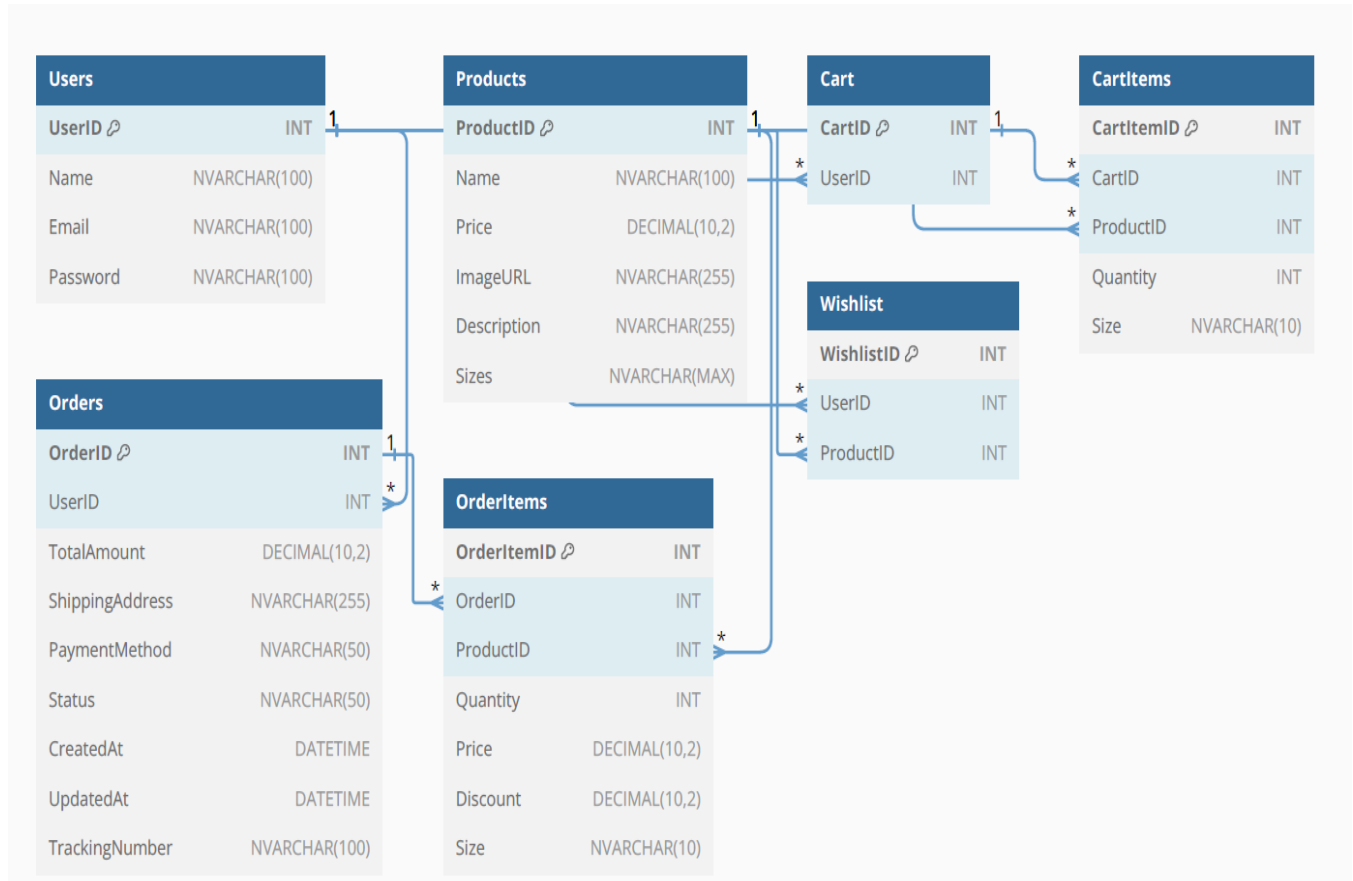 Users
UserID INT
Name NVARCHAR(100)
Email NVARCHAR(100)
Password NVARCHAR(100)
1
Products
ProductID INT
Name NVARCHAR(100)
Price DECIMAL(10,2)
ImageURL NVARCHAR(255)
Description NVARCHAR(255)
Sizes NVARCHAR(MAX)
1
Cart
CartID INT
* UserID INT
1
CartItems
CartItemID INT
* CartID INT
* ProductID INT
Quantity INT
Size NVARCHAR(10)
Wishlist
WishlistID INT
* UserID INT
* ProductID INT
Orders
OrderID INT 1
UserID INT *
TotalAmount DECIMAL(10,2)
ShippingAddress NVARCHAR(255)
PaymentMethod NVARCHAR(50)
Status NVARCHAR(50)
CreatedAt DATETIME
UpdatedAt DATETIME
TrackingNumber NVARCHAR(100)
OrderItems
OrderItemID INT
* OrderID INT
ProductID INT *
Quantity INT
Price DECIMAL(10,2)
Discount DECIMAL(10,2)
Size NVARCHAR(10)